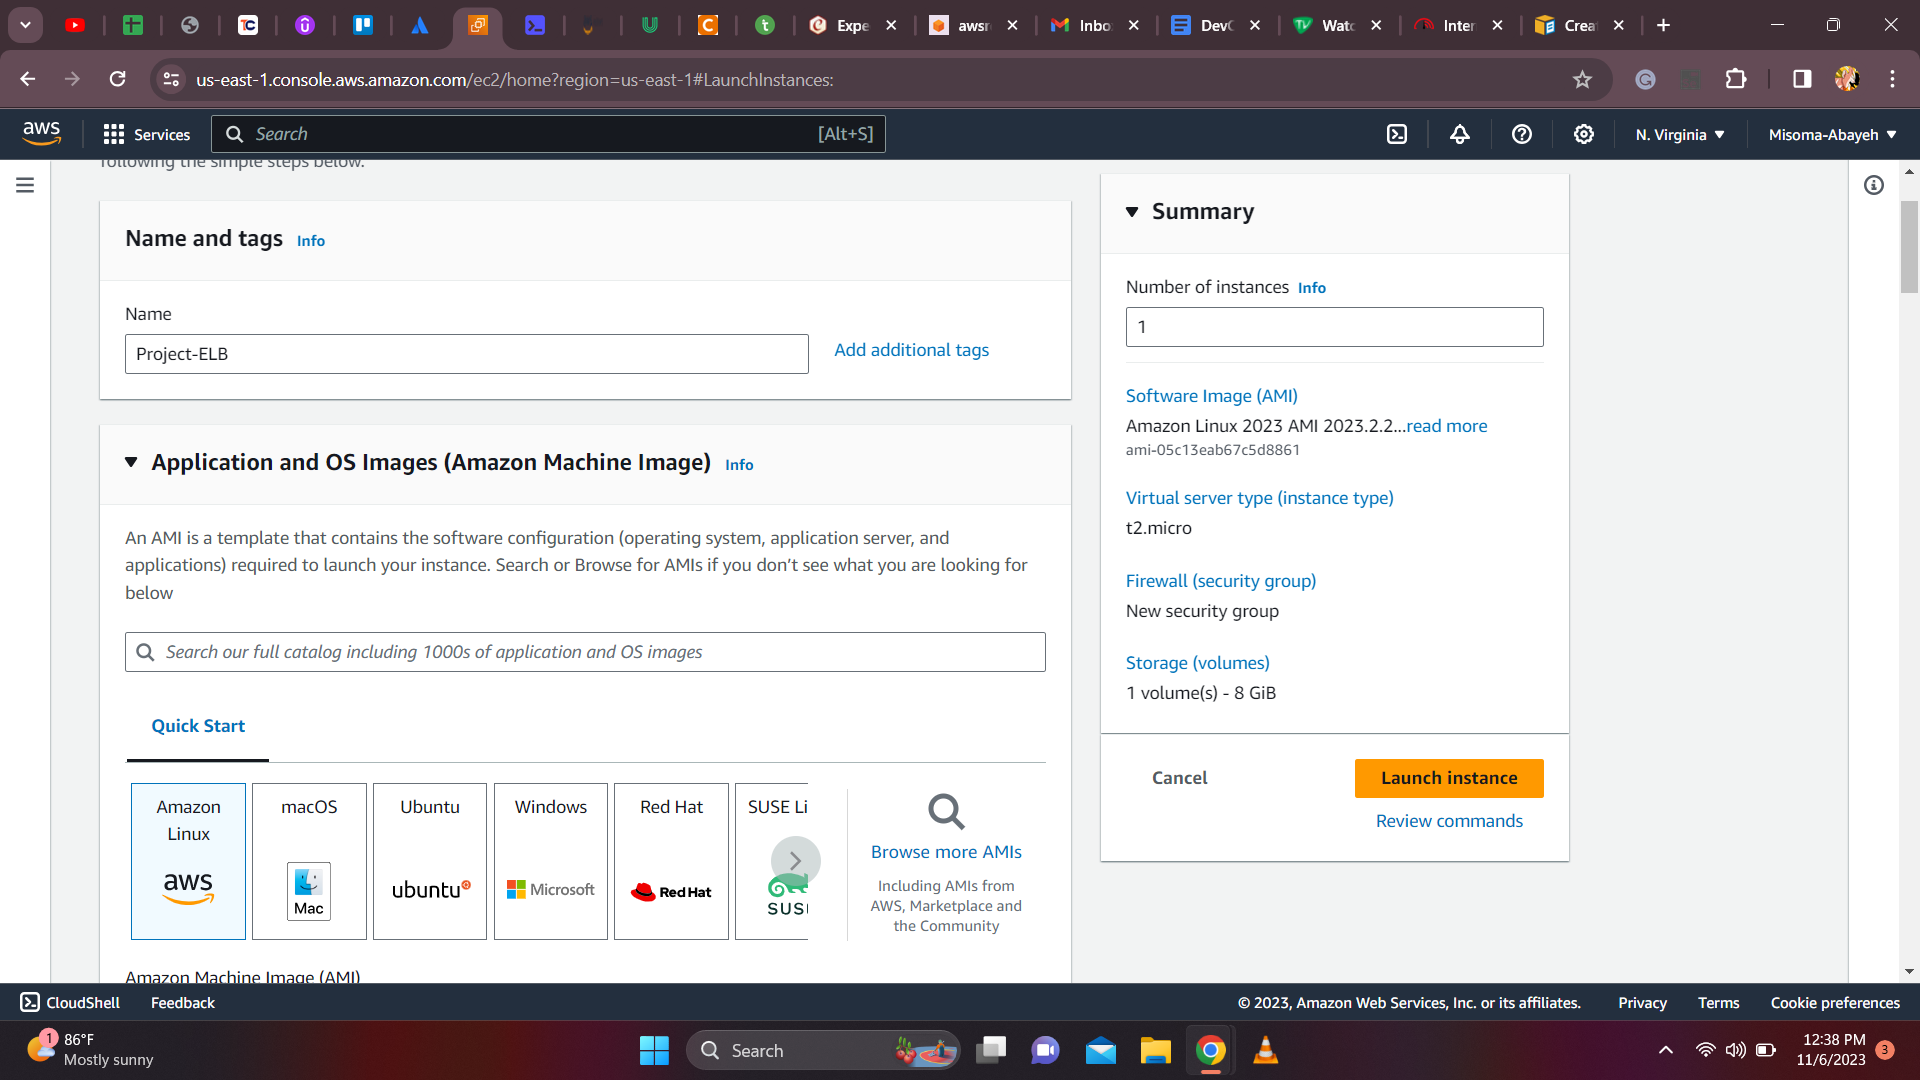 Expe
awsr
Inbo
DevO
Watc
Inter
Crea
us-east-1.console.aws.amazon.com/ec2/home?region=us-east-1#LaunchInstances:
aws
Services
Search
[Alt+S]
N. Virginia
Misoma-Abayeh
following the simple steps below.
Name and tags Info
Name
Project-ELB
Add additional tags
Application and OS Images (Amazon Machine Image) Info
An AMI is a template that contains the software configuration (operating system, application server, and
applications) required to launch your instance. Search or Browse for AMIs if you don’t see what you are looking for
below
Search our full catalog including 1000s of application and OS images
Quick Start
Amazon
Linux
aws
macOS
Mac
Ubuntu
ubuntu
Windows
Microsoft
Red Hat
Red Hat
SUSE Li
SUS
Browse more AMIs
Including AMIs from
AWS, Marketplace and
the Community
Amazon Machine Image (AMI)
Summary
Number of instances Info
1
Software Image (AMI)
Amazon Linux 2023 AMI 2023.2.2...read more
ami-05c13eab67c5d8861
Virtual server type (instance type)
t2.micro
Firewall (security group)
New security group
Storage (volumes)
1 volume(s) - 8 GiB
Cancel
Launch instance
Review commands
CloudShell
Feedback
© 2023, Amazon Web Services, Inc. or its affiliates.
Privacy
Terms
Cookie preferences
1
86°F
Mostly sunny
Search
12:38 PM
11/6/2023
3